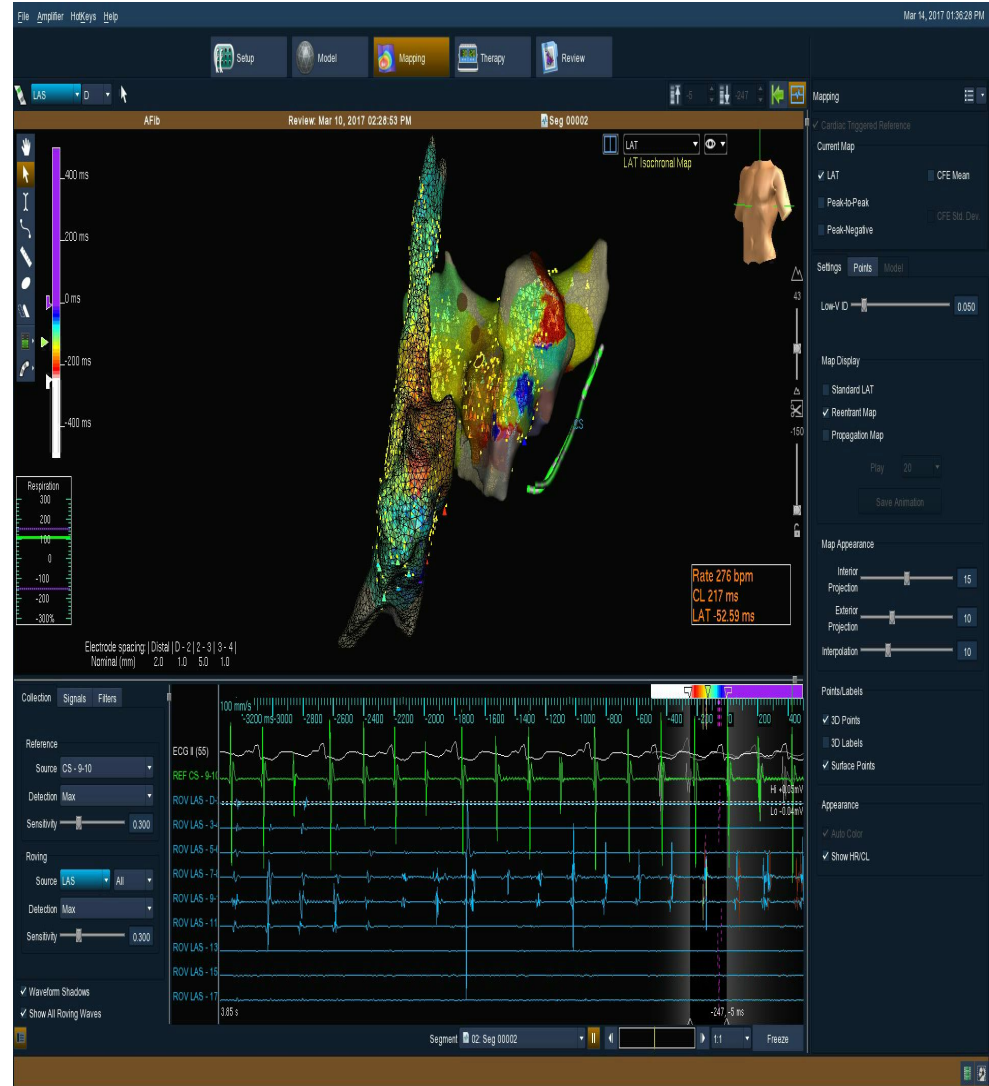 File Amplifier HotKeys Help
Mar 14, 2017 01:36:28 PM
Setup Model Mapping Therapy Review
LAS D -5 -247
Mapping
AFib Review: Mar 10, 2017 02:28:53 PM Seg 00002
Cardiac Triggered Reference
Current Map
LAT CFE Mean
Peak-to-Peak CFE Std. Dev.
Peak-Negative
LAT
LAT Isochronal Map
400 ms
200 ms
0 ms
-200 ms
-400 ms
43
-150
CS
Settings Points Model
Low-V ID 0.050
Map Display
Standard LAT
Reentrant Map
Propagation Map
Play 20
Save Animation
Respiration
300
200
100
0
-100
-200
-300%
Rate 276 bpm
CL 217 ms
LAT -52.59 ms
Electrode spacing: | Distal | D - 2 | 2 - 3 | 3 - 4 |
Nominal (mm) 2.0 1.0 5.0 1.0
Map Appearance
Interior Projection 15
Exterior Projection 10
Interpolation 10
Points/Labels
3D Points
3D Labels
Surface Points
Appearance
Auto Color
Show HR/CL
Collection Signals Filters
Reference
Source CS - 9-10
Detection Max
Sensitivity 0.300
Roving
Source LAS All
Detection Max
Sensitivity 0.300
Waveform Shadows
Show All Roving Waves
100 mm/s
-3200 ms -3000 -2800 -2600 -2400 -2200 -2000 -1800 -1600 -1400 -1200 -1000 -800 -600 -400 -200 0 200 400
ECG II (55)
REF CS - 9-10
Hi +0.05mV
ROV LAS - D-
Lo -0.04mV
ROV LAS - 3-
ROV LAS - 5-
ROV LAS - 7-
ROV LAS - 9-
ROV LAS - 11
ROV LAS - 13
ROV LAS - 15
ROV LAS - 17
3.85 s
-247, -5 ms
Segment 02: Seg 00002 1:1 Freeze